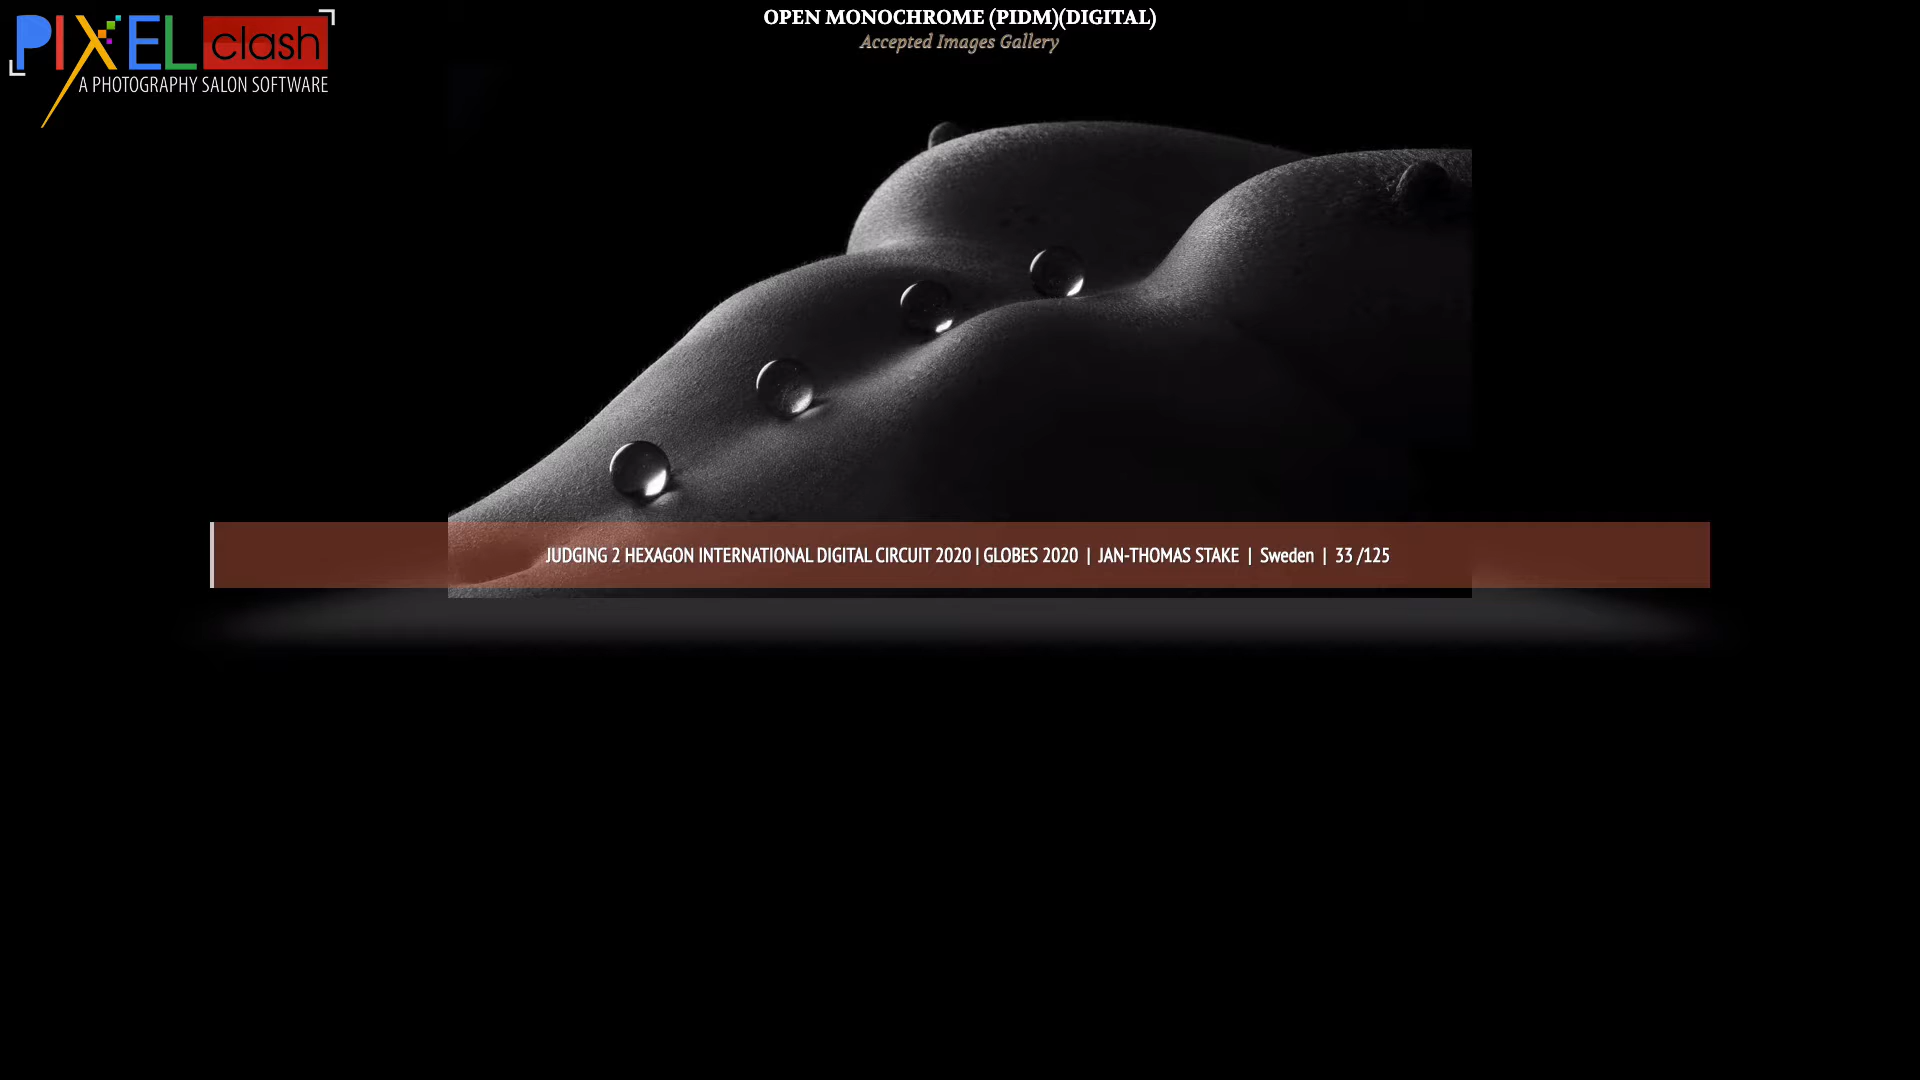 PIXEL clash
A PHOTOGRAPHY SALON SOFTWARE
OPEN MONOCHROME (PIDM)(DIGITAL)
Accepted Images Gallery
JUDGING 2 HEXAGON INTERNATIONAL DIGITAL CIRCUIT 2020 | GLOBES 2020 | JAN-THOMAS STAKE | Sweden | 33 /125